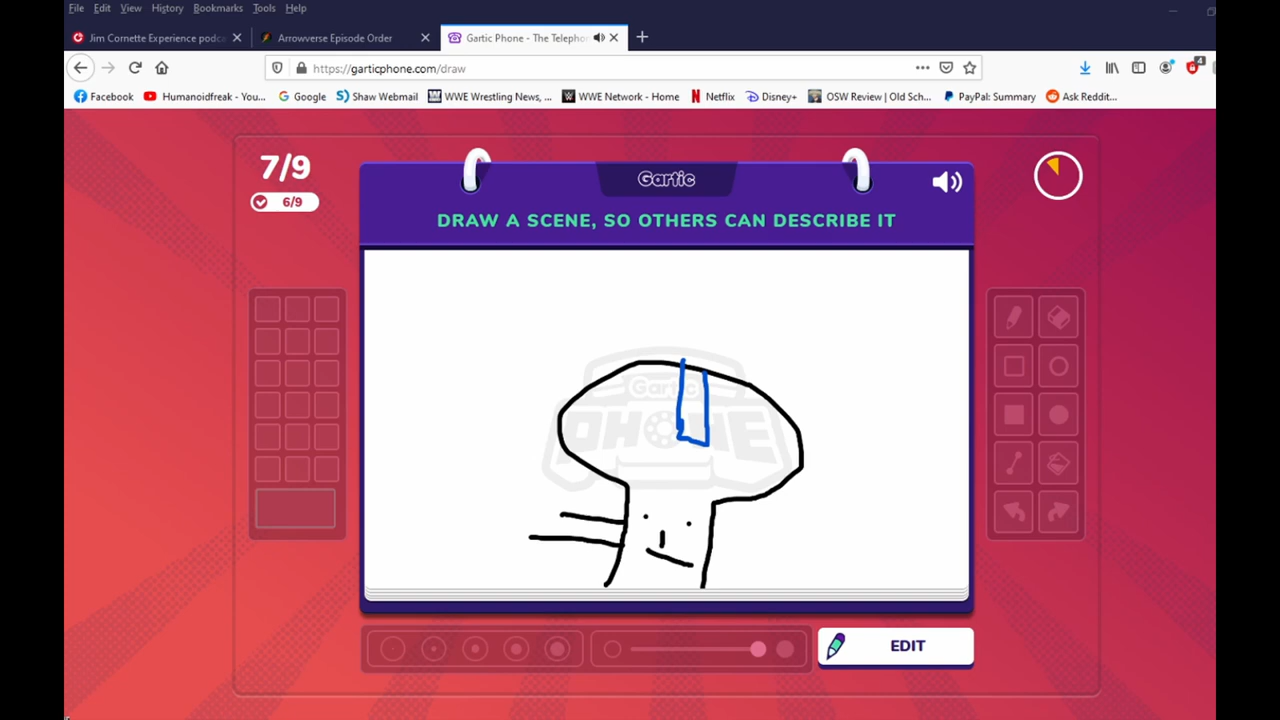 File Edit View History Bookmarks Tools Help
Jim Cornette Experience podca
Arrowverse Episode Order
Gartic Phone - The Telepho
https://garticphone.com/draw
4
Facebook Humanoidfreak - You... Google Shaw Webmail WWE Wrestling News, ... WWE Network - Home Netflix Disney+ OSW Review | Old Sch... PayPal: Summary Ask Reddit...
7/9
6/9
Gartic
DRAW A SCENE, SO OTHERS CAN DESCRIBE IT
Gartic
PHONE
EDIT